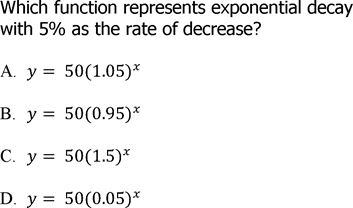 Which function represents exponential decay
with 5% as the rate of decrease?
A. y = 50(1.05)ˣ
B. y = 50(0.95)ˣ
C. y = 50(1.5)ˣ
D. y = 50(0.05)ˣ